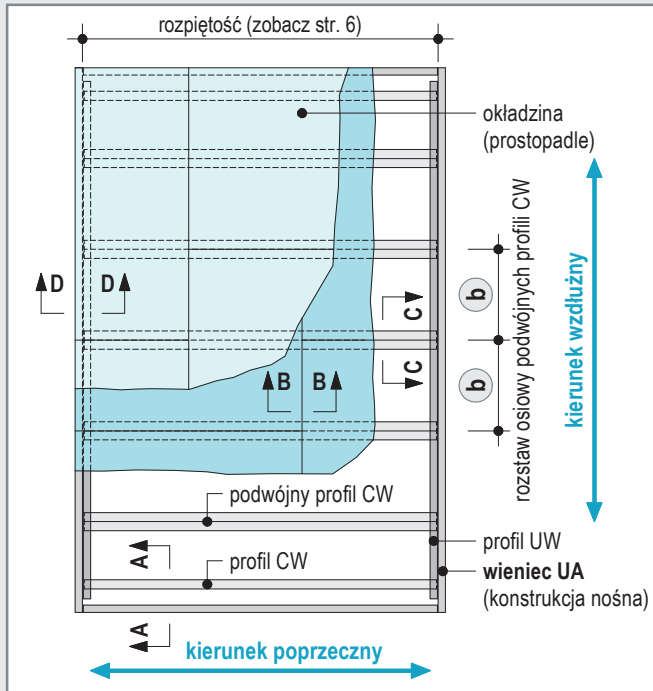 rozpiętość (zobacz str. 6)
okładzina
(prostopadle)
kierunek wzdłużny
rozstaw osiowy podwójnych profili CW
b
b
D
D
C
C
B
B
podwójny profil CW
A
profil CW
profil UW
wieniec UA
(konstrukcja nośna)
A
kierunek poprzeczny